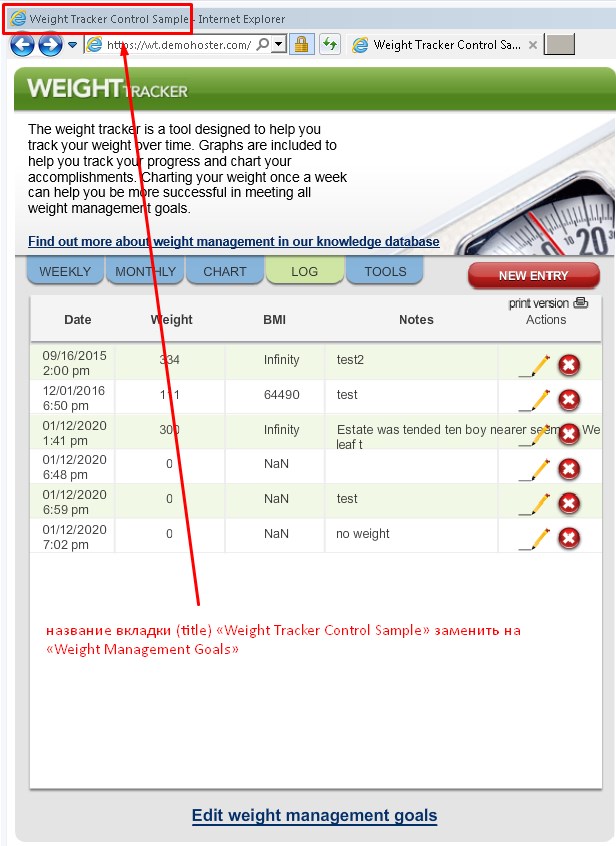 Weight Tracker Control Sample - Internet Explorer
https://wt.demohoster.com/
Weight Tracker Control Sa...
WEIGHTTRACKER
The weight tracker is a tool designed to help you
track your weight over time. Graphs are included to
help you track your progress and chart your
accomplishments. Charting your weight once a week
can help you be more successful in meeting all
weight management goals.
Find out more about weight management in our knowledge database
20
WEEKLY MONTHLY CHART LOG TOOLS NEW ENTRY
print version
Date Weight BMI Notes Actions
09/16/2015 334 Infinity test2
2:00 pm
12/01/2016 111 64490 test
6:50 pm
01/12/2020 300 Infinity Estate was tended ten boy nearer We
1:41 pm leaf t
01/12/2020 0 NaN
6:48 pm
01/12/2020 0 NaN test
6:59 pm
01/12/2020 0 NaN no weight
7:02 pm
название вкладки (title) «Weight Tracker Control Sample» заменить на
«Weight Management Goals»
Edit weight management goals